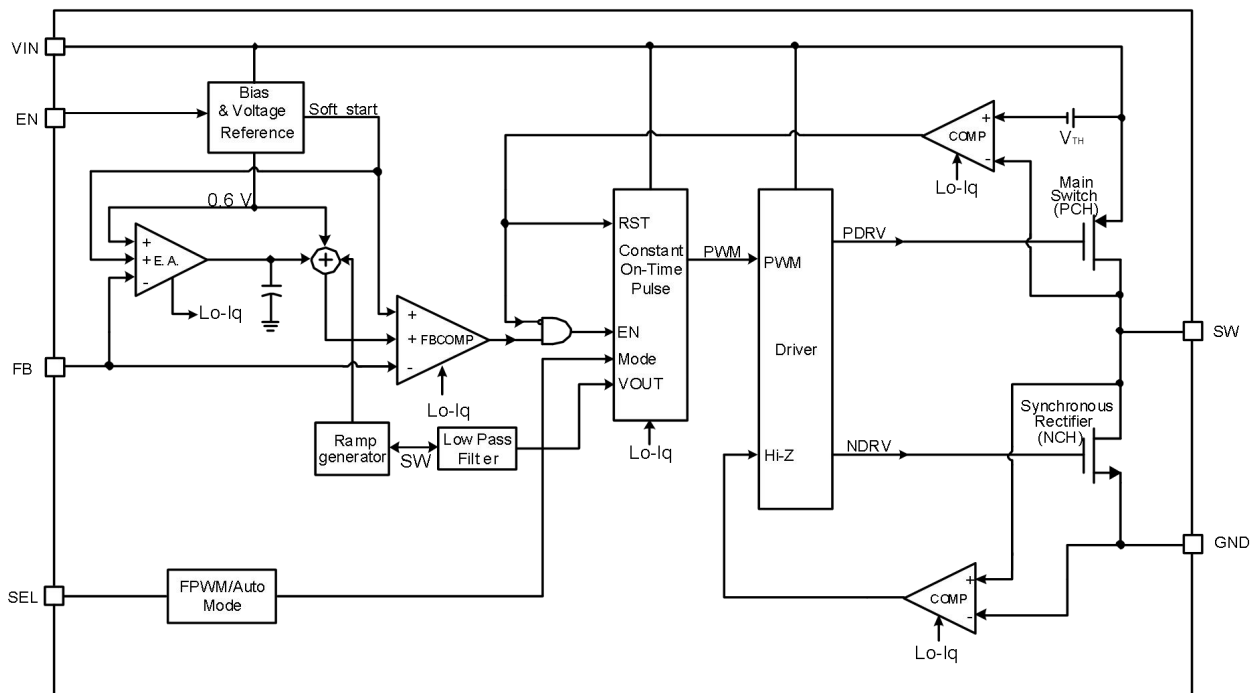 VIN
EN
Bias
& Voltage
Reference
Soft start
0.6 V
+
+ E. A.
-
Lo-Iq
+
FB
+
+ FBCOMP
-
Lo-Iq
Ramp
generator
SW
Low Pass
Filter
RST
Constant
On-Time
Pulse
EN
Mode
VOUT
Lo-Iq
PWM
PWM
Driver
Hi-Z
+
COMP
-
Lo-Iq
VTH
Main
Switch
(PCH)
PDRV
SW
Synchronous
Rectifier
(NCH)
NDRV
GND
+
COMP
-
Lo-Iq
SEL
FPWM/Auto
Mode